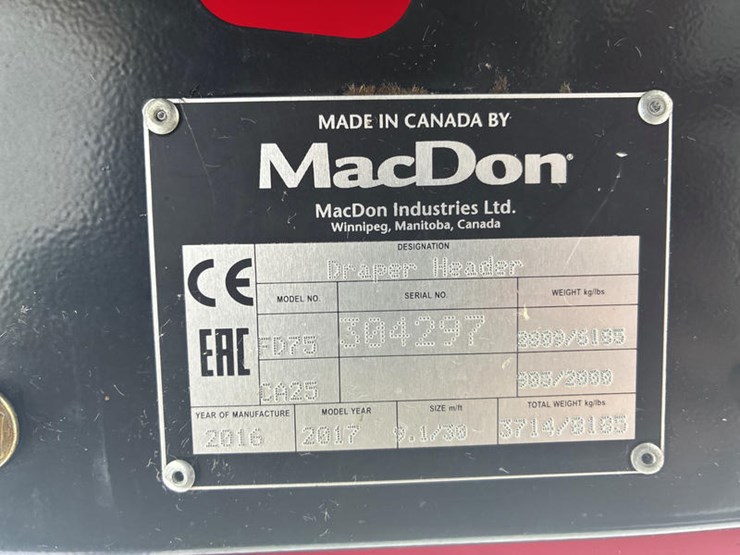 MADE IN CANADA BY
MacDon®
MacDon Industries Ltd.
Winnipeg, Manitoba, Canada
DESIGNATION
Draper Header
CE
MODEL NO. SERIAL NO. WEIGHT kg/lbs
EAC
FD75 304297 2809/6185
CA25 905/2000
YEAR OF MANUFACTURE MODEL YEAR SIZE m/ft TOTAL WEIGHT kg/lbs
2016 2017 9.1/30 3714/8185